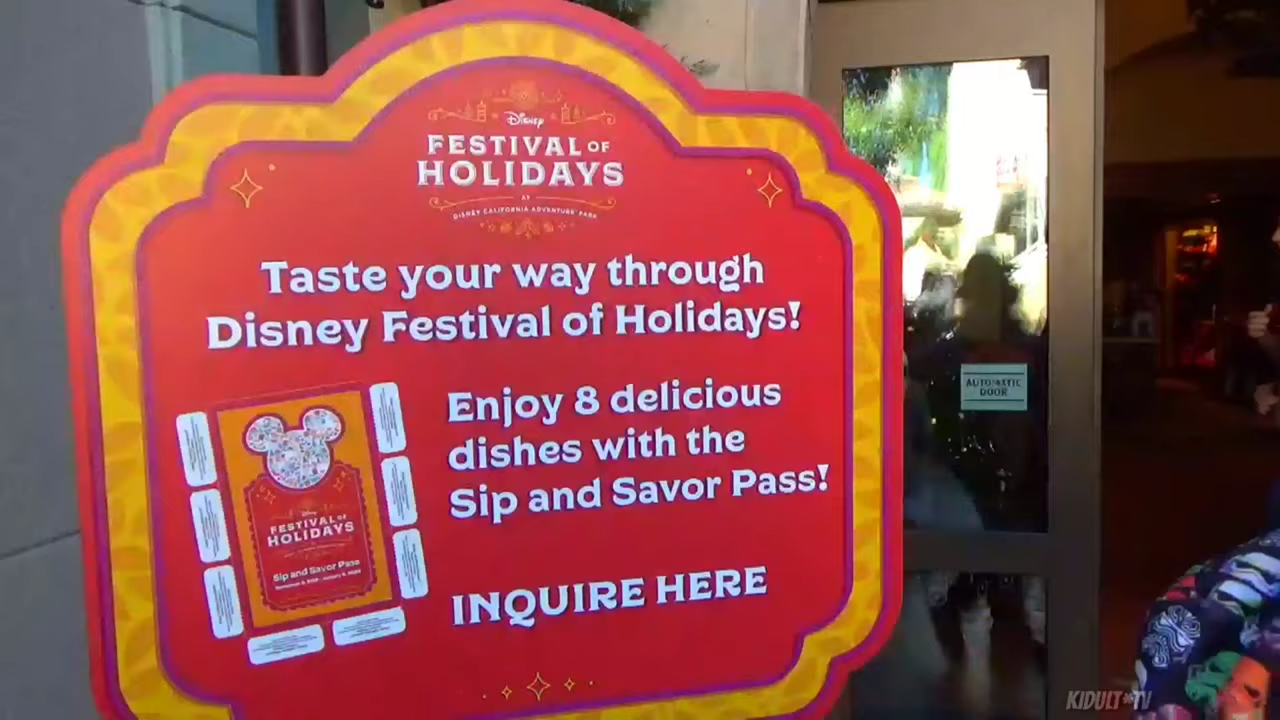 Disney
FESTIVAL OF
HOLIDAYS
AT
DISNEY CALIFORNIA ADVENTURE PARK
Taste your way through
Disney Festival of Holidays!
Enjoy 8 delicious
dishes with the
Sip and Savor Pass!
INQUIRE HERE
Disney
FESTIVAL OF
HOLIDAYS
Sip and Savor Pass
AUTOMATIC
DOOR
KIDULT TV